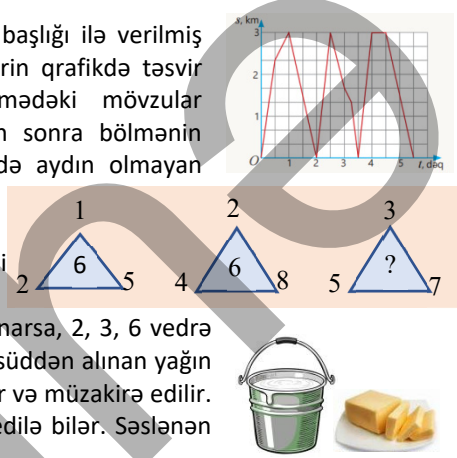 başlığı ilə verilmiş
rin qrafikdə təsvir
mədəki mövzular
sonra bölmənin
də aydın olmayan
s, km
3
2
1
O 1 2 3 4 5 t, dəq
1 2 3
6 6 ?
2 5 4 8 5 7
narsa, 2, 3, 6 vedrə
süddən alınan yağın
r və müzakirə edilir.
edilə bilər. Səslənən